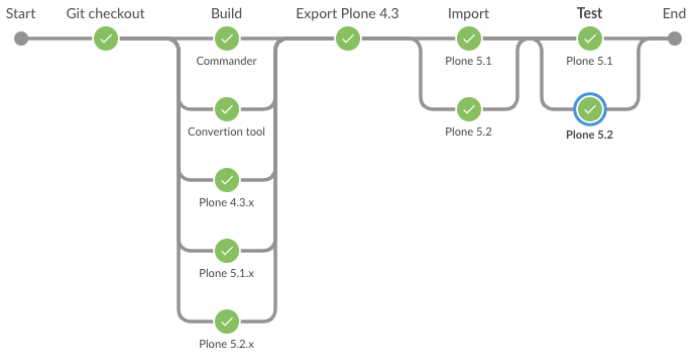 Start
Git checkout
Build
Export Plone 4.3
Import
Test
End
Commander
Plone 5.1
Plone 5.1
Convertion tool
Plone 5.2
Plone 5.2
Plone 4.3.x
Plone 5.1.x
Plone 5.2.x